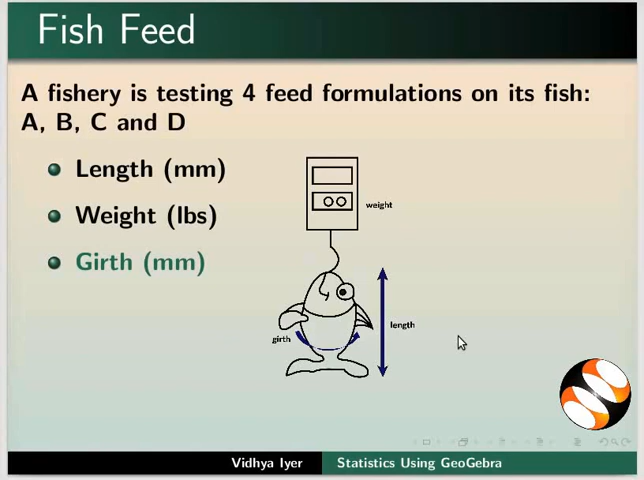 Fish Feed
A fishery is testing 4 feed formulations on its fish:
A, B, C and D
Length (mm)
Weight (lbs)
Girth (mm)
weight
girth
length
Vidhya Iyer
Statistics Using GeoGebra